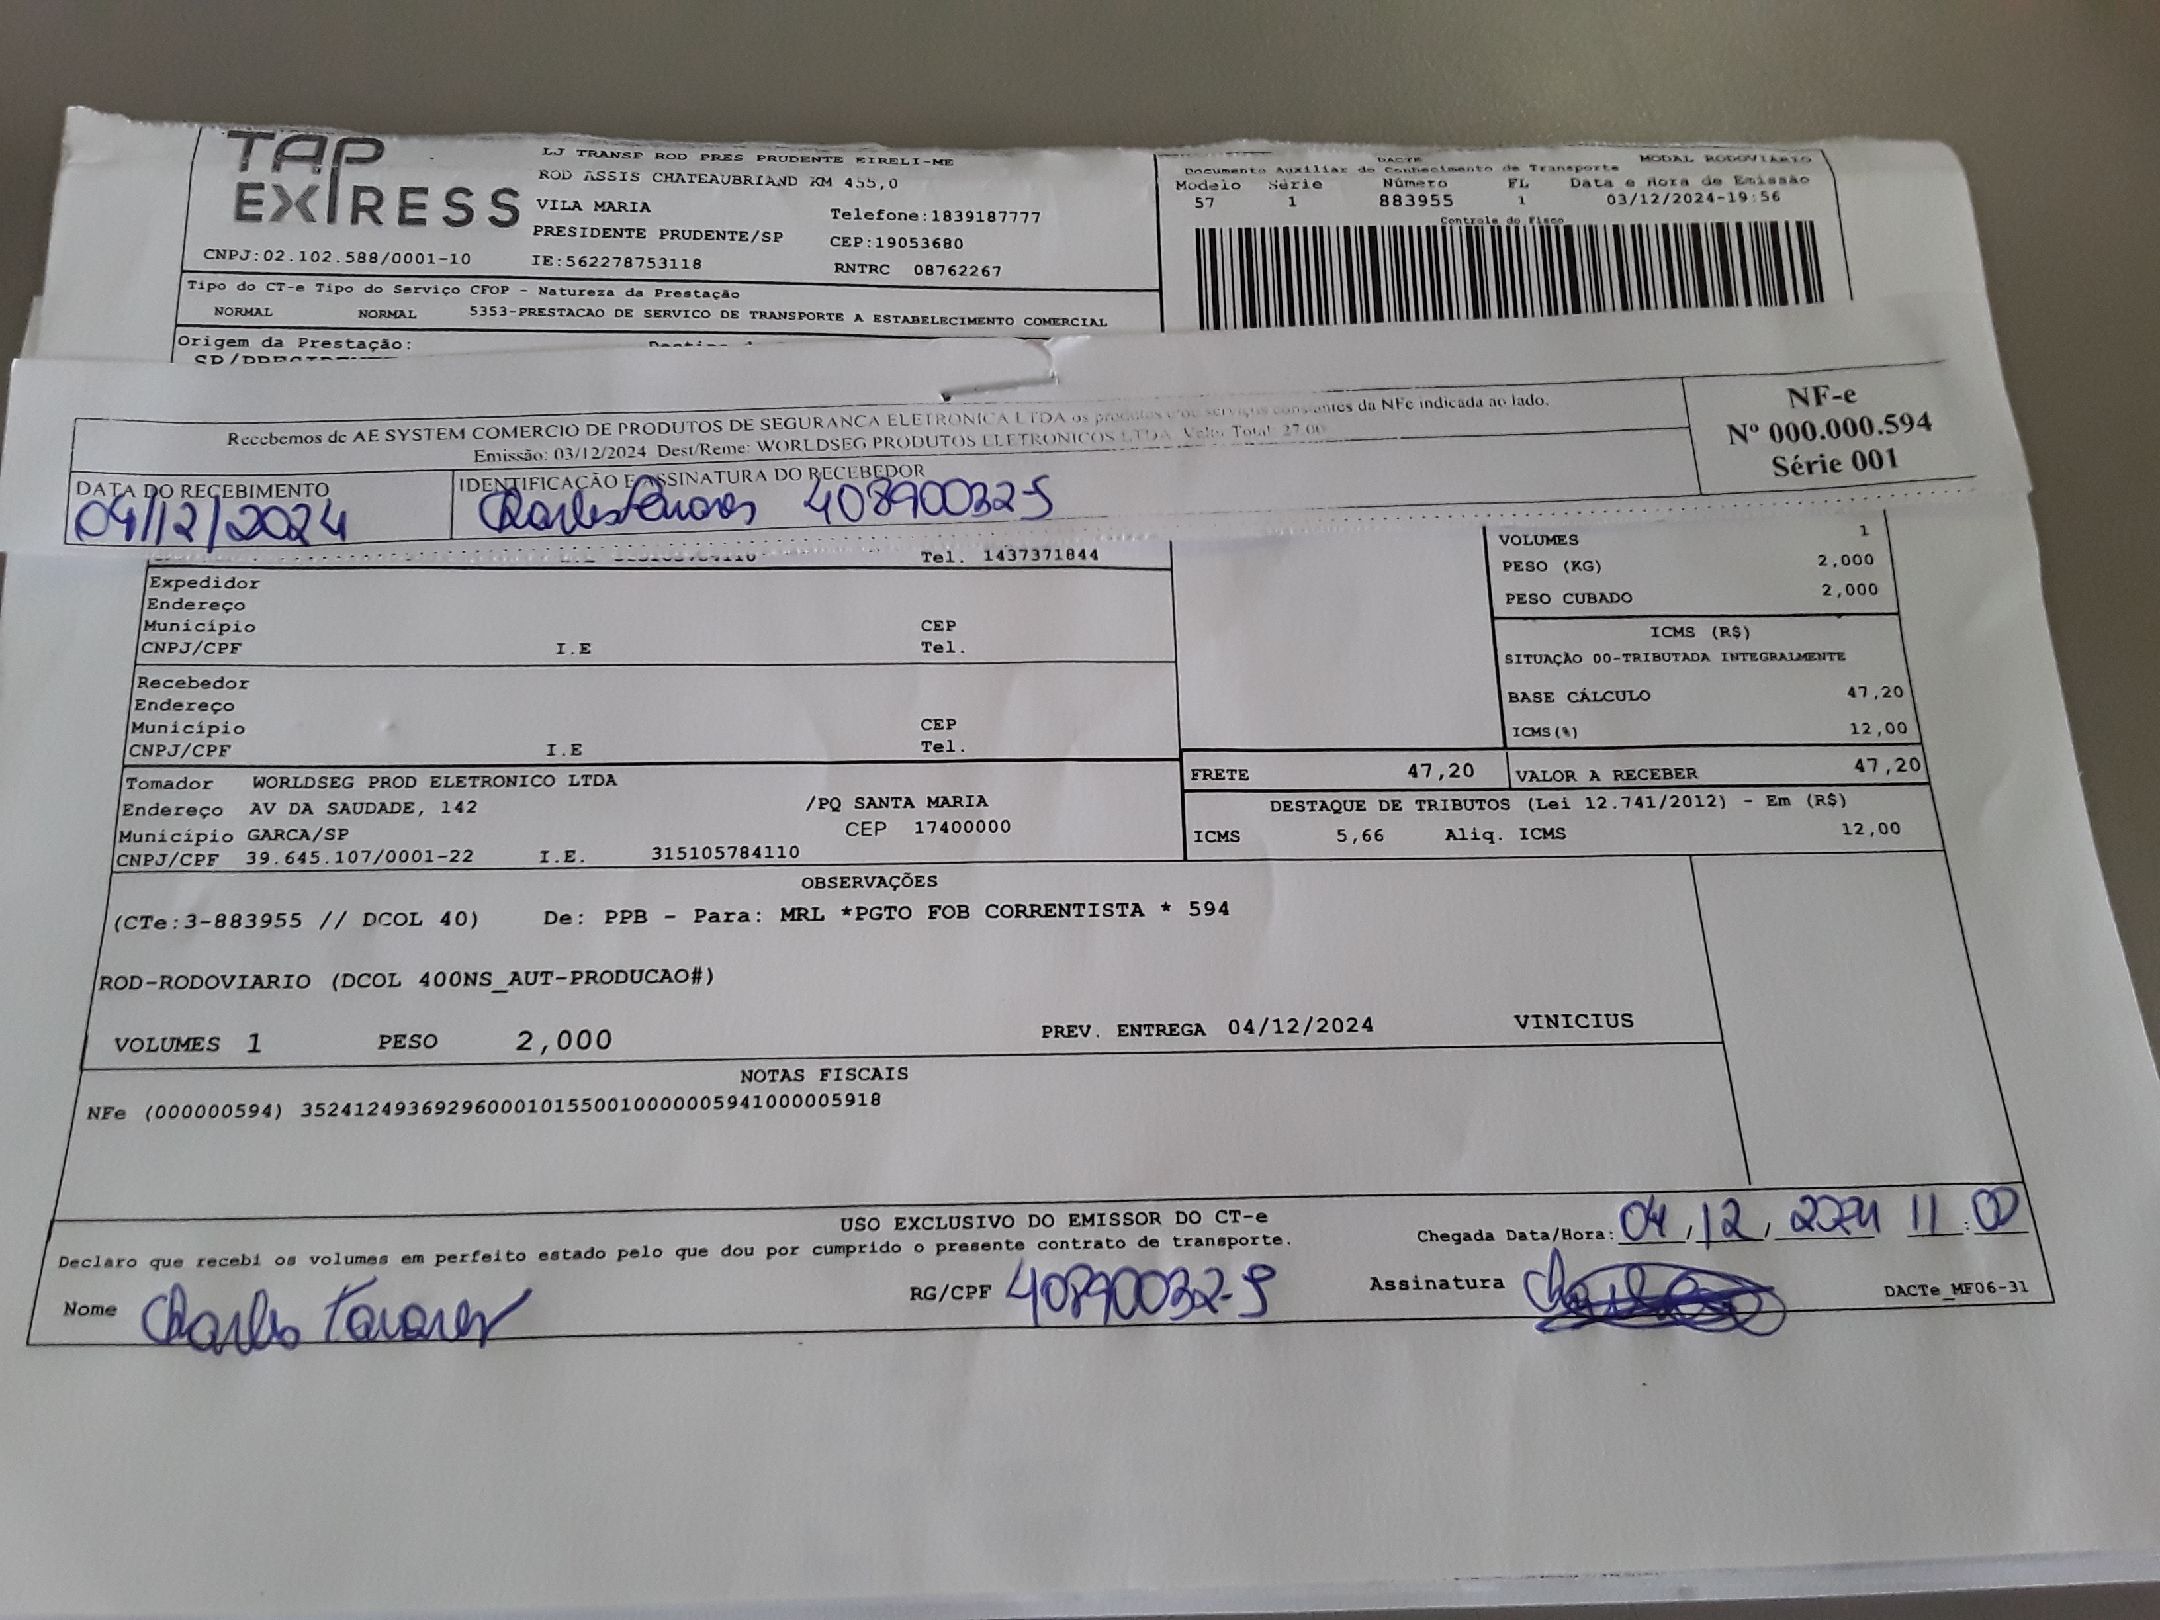 TAP
EXPRESS
LJ TRANSP ROD PRES PRUDENTE EIRELI-ME
ROD ASSIS CHATEAUBRIAND KM 455,0
VILA MARIA Telefone:1839187777
PRESIDENTE PRUDENTE/SP CEP:19053680
CNPJ:02.102.588/0001-10 IE:562278753118 RNTRC 08762267
DACTE MODAL RODOVIARIO
Documento Auxiliar do Conhecimento de Transporte
Modelo Série Número FL Data e Hora de Emissão
57 1 883955 1 03/12/2024-19:56
Controle do Fisco
Tipo do CT-e Tipo do Serviço CFOP - Natureza da Prestação
NORMAL NORMAL 5353-PRESTACAO DE SERVICO DE TRANSPORTE A ESTABELECIMENTO COMERCIAL
Origem da Prestação:
Recebemos de AE SYSTEM COMERCIO DE PRODUTOS DE SEGURANCA ELETRONICA LTDA os produtos e/ou serviços constantes da NFe indicada ao lado.
Emissão: 03/12/2024 Dest/Reme: WORLDSEG PRODUTOS ELETRONICOS LTDA Total: 27.00
NF-e
Nº 000.000.594
Série 001
DATA DO RECEBIMENTO IDENTIFICAÇÃO E ASSINATURA DO RECEBEDOR
04/12/2024 Charles Tavares 40890032-9
Tel. 1437371844
VOLUMES 1
PESO (KG) 2,000
PESO CUBADO 2,000
Expedidor
Endereço
Município CEP
CNPJ/CPF I.E Tel.
ICMS (R$)
SITUAÇÃO 00-TRIBUTADA INTEGRALMENTE
BASE CÁLCULO 47,20
ICMS(%) 12,00
Recebedor
Endereço
Município CEP
CNPJ/CPF I.E Tel.
FRETE 47,20 VALOR A RECEBER 47,20
Tomador WORLDSEG PROD ELETRONICO LTDA
Endereço AV DA SAUDADE, 142 /PQ SANTA MARIA
Município GARCA/SP CEP 17400000
CNPJ/CPF 39.645.107/0001-22 I.E. 315105784110
DESTAQUE DE TRIBUTOS (Lei 12.741/2012) - Em (R$)
ICMS 5,66 Aliq. ICMS 12,00
OBSERVAÇÕES
(CTe:3-883955 // DCOL 40) De: PPB - Para: MRL *PGTO FOB CORRENTISTA * 594
ROD-RODOVIARIO (DCOL 400NS_AUT-PRODUCAO#)
VOLUMES 1 PESO 2,000 PREV. ENTREGA 04/12/2024 VINICIUS
NOTAS FISCAIS
NFe (000000594) 35241249369296000101550010000005941000005918
USO EXCLUSIVO DO EMISSOR DO CT-e
Declaro que recebi os volumes em perfeito estado pelo que dou por cumprido o presente contrato de transporte.
Chegada Data/Hora: 04/12/2024 11:00
Nome Charles Tavares RG/CPF 40890032-9 Assinatura
DACTe_MF06-31